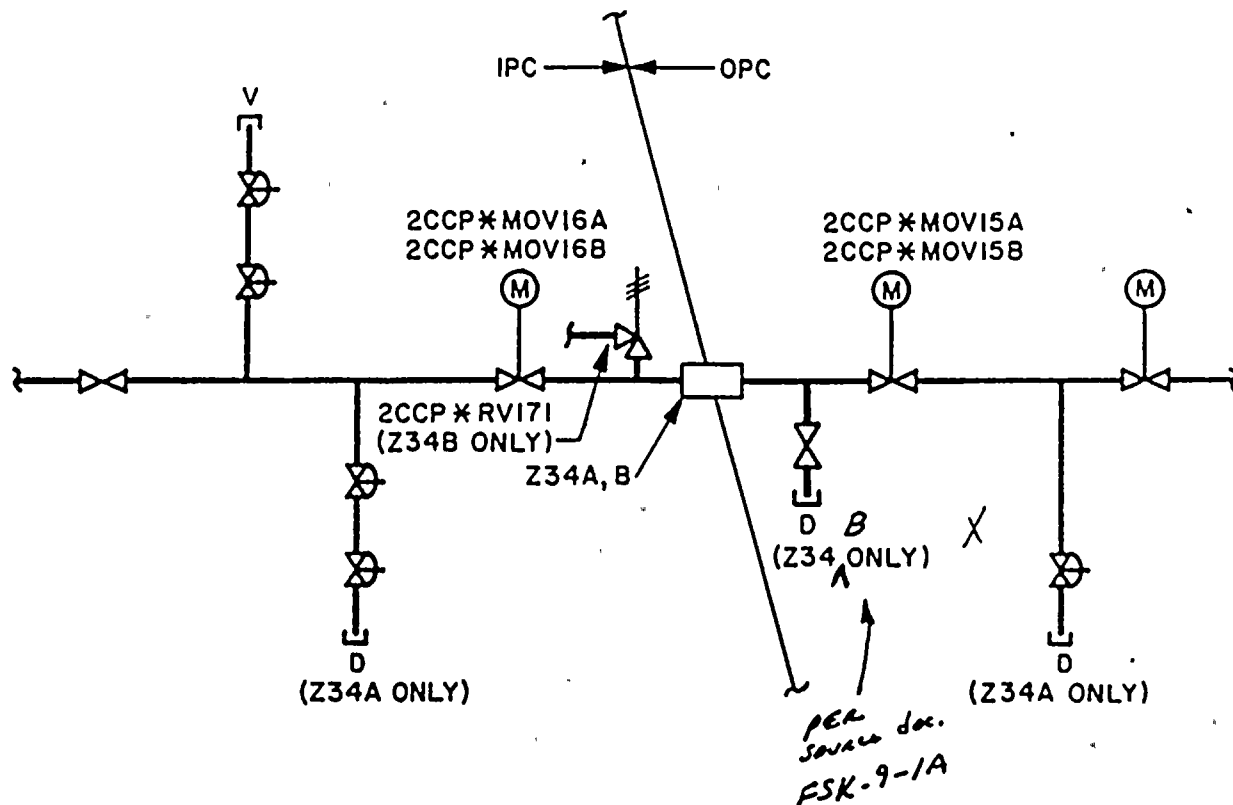 IPC
OPC
V
2CCP*MOV16A
2CCP*MOV16B
2CCP*MOV15A
2CCP*MOV15B
M
M
M
2CCP*RV171
(Z34B ONLY)
Z34A, B
D
B
(Z34 ONLY)
X
D
(Z34A ONLY)
D
(Z34A ONLY)
PER
SOURCE doc.
FSK-9-1A